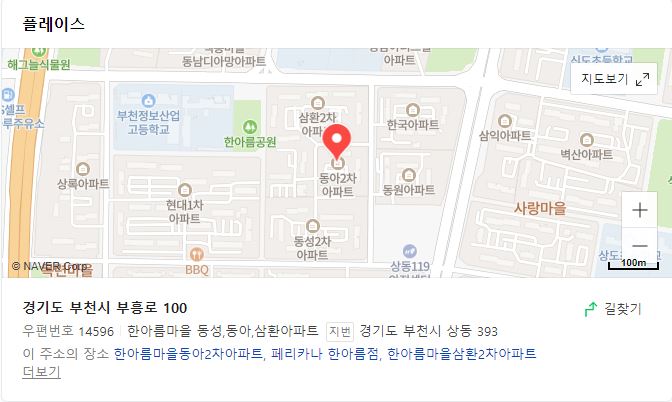 플레이스
해그늘식물원
동남디아망아파트
아파트
신도초등학교
지도보기
셀프
주유소
부천정보산업
고등학교
한아름공원
삼환2차
아파트
한국아파트
삼익아파트
벽산아파트
상록아파트
현대1차
아파트
동아2차
아파트
동원아파트
사랑마을
동성2차
아파트
BBQ
상동119
© NAVER Corp.
100m
경기도 부천시 부흥로 100
길찾기
우편번호 14596 한아름마을 동성,동아,삼환아파트 지번 경기도 부천시 상동 393
이 주소의 장소 한아름마을동아2차아파트, 페리카나 한아름점, 한아름마을삼환2차아파트
더보기